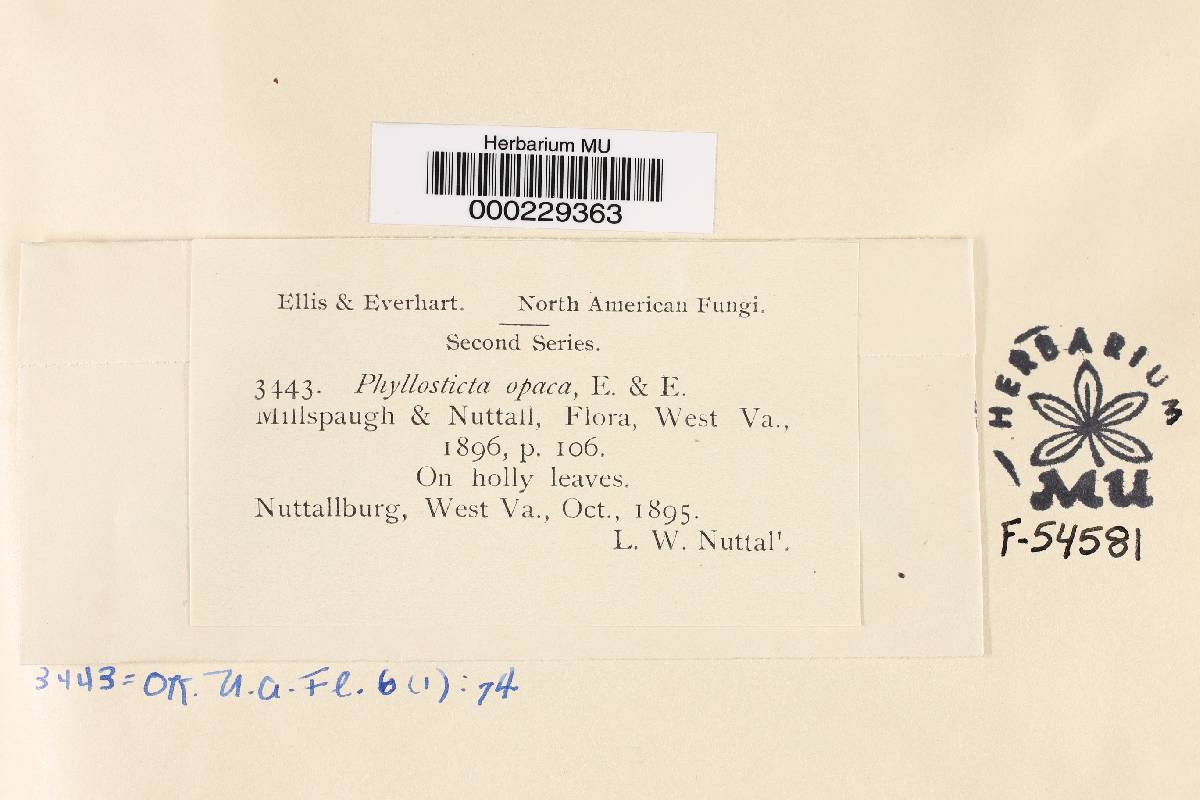 Herbarium MU
000229363
Ellis & Everhart. North American Fungi.
Second Series.
3443. Phyllosticta opaca, E. & E.
Millspaugh & Nuttall, Flora, West Va.,
1896, p. 106.
On holly leaves.
Nuttallburg, West Va., Oct., 1895.
L. W. Nuttal'.
HERBARIUM
MU
F-54581
3443 = OK. N.a. Fl. 6(1): 74